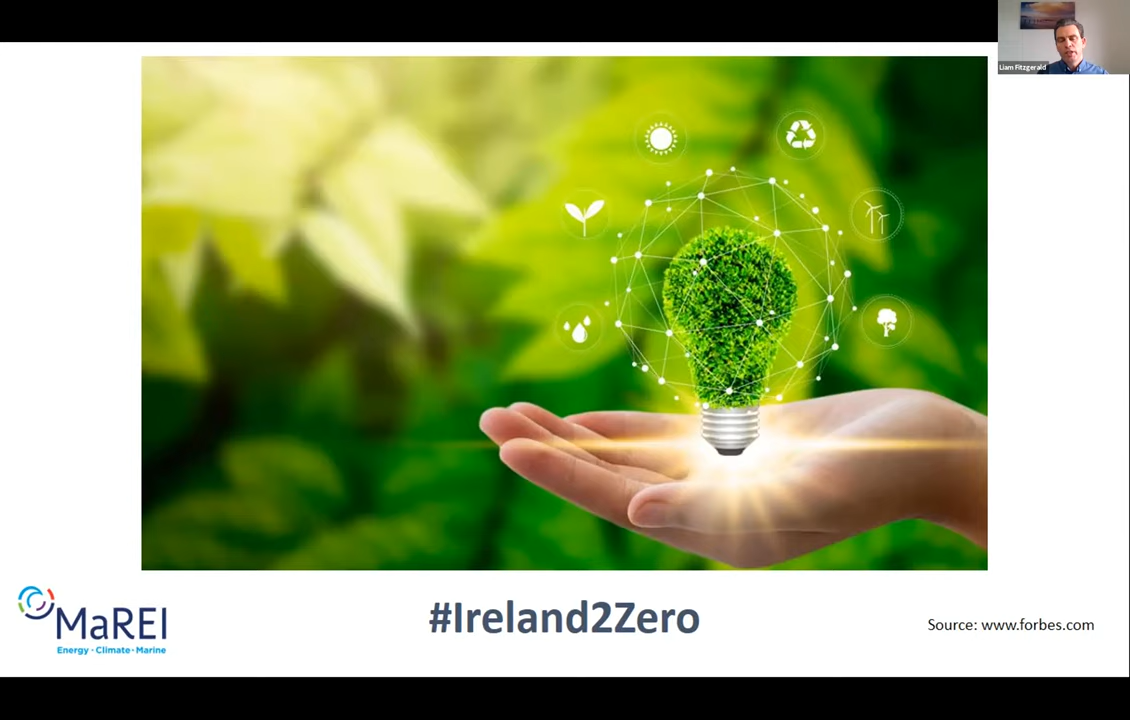 Liam Fitzgerald
MaREI
Energy · Climate · Marine
#Ireland2Zero
Source: www.forbes.com